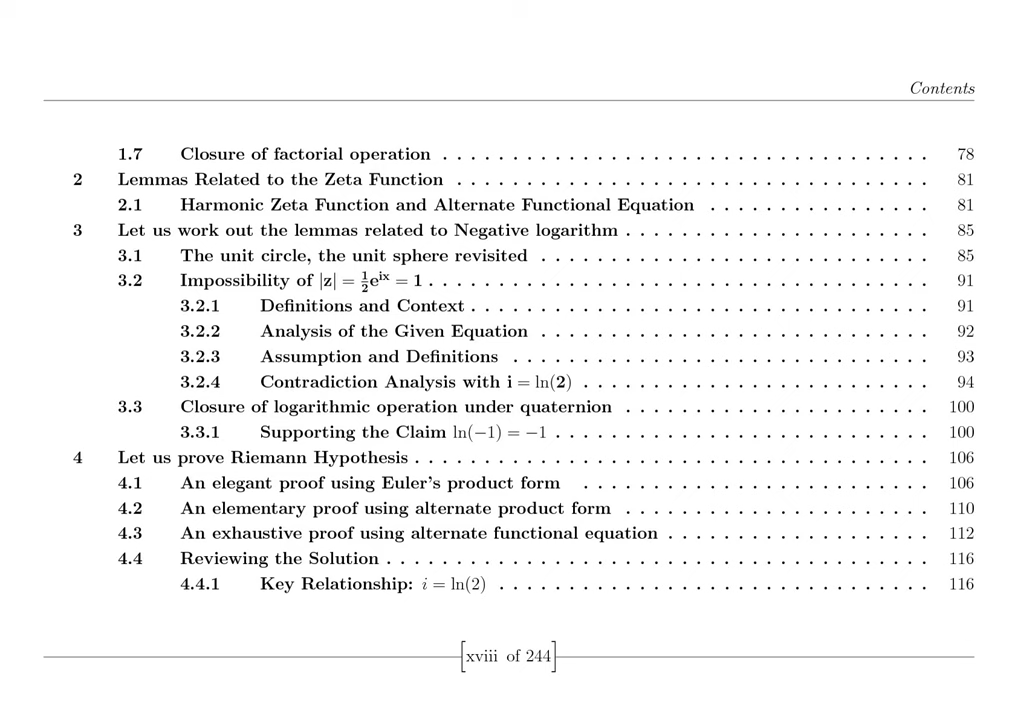 Contents
1.7 Closure of factorial operation . . . . . . . . . . . . . . . . . . . . . . . . . . . . . . . . . . . 78
2 Lemmas Related to the Zeta Function . . . . . . . . . . . . . . . . . . . . . . . . . . . . . . . . . . 81
2.1 Harmonic Zeta Function and Alternate Functional Equation . . . . . . . . . . . . . . . . 81
3 Let us work out the lemmas related to Negative logarithm . . . . . . . . . . . . . . . . . . . . . . 85
3.1 The unit circle, the unit sphere revisited . . . . . . . . . . . . . . . . . . . . . . . . . . . . 85
3.2 Impossibility of |z| = ½e^{ix} = 1 . . . . . . . . . . . . . . . . . . . . . . . . . . . . . . . . . . . . 91
3.2.1 Definitions and Context . . . . . . . . . . . . . . . . . . . . . . . . . . . . . . . . . 91
3.2.2 Analysis of the Given Equation . . . . . . . . . . . . . . . . . . . . . . . . . . . . 92
3.2.3 Assumption and Definitions . . . . . . . . . . . . . . . . . . . . . . . . . . . . . . 93
3.2.4 Contradiction Analysis with i = ln(2) . . . . . . . . . . . . . . . . . . . . . . . . . 94
3.3 Closure of logarithmic operation under quaternion . . . . . . . . . . . . . . . . . . . . . . 100
3.3.1 Supporting the Claim ln(−1) = −1 . . . . . . . . . . . . . . . . . . . . . . . . . . . 100
4 Let us prove Riemann Hypothesis . . . . . . . . . . . . . . . . . . . . . . . . . . . . . . . . . . . . . 106
4.1 An elegant proof using Euler's product form . . . . . . . . . . . . . . . . . . . . . . . . . 106
4.2 An elementary proof using alternate product form . . . . . . . . . . . . . . . . . . . . . . 110
4.3 An exhaustive proof using alternate functional equation . . . . . . . . . . . . . . . . . . . 112
4.4 Reviewing the Solution . . . . . . . . . . . . . . . . . . . . . . . . . . . . . . . . . . . . . . . 116
4.4.1 Key Relationship: i = ln(2) . . . . . . . . . . . . . . . . . . . . . . . . . . . . . . . 116
[xviii of 244]